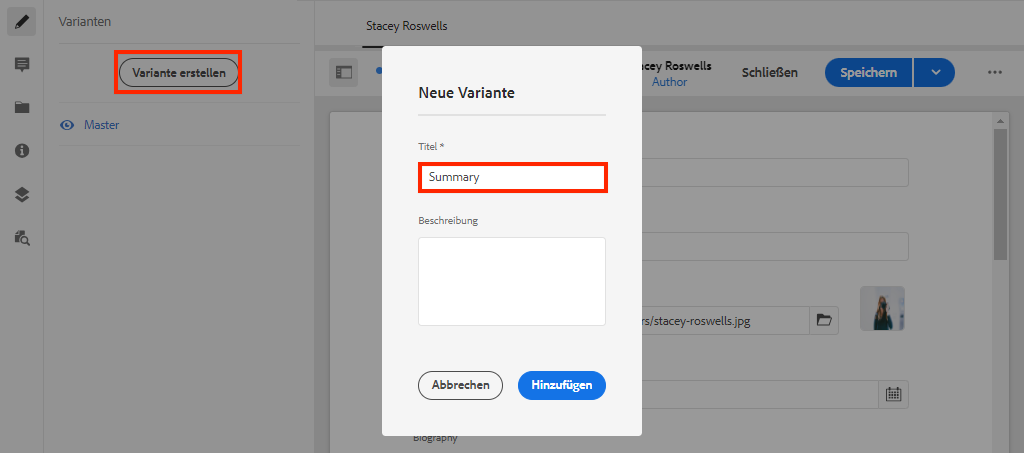 Varianten
Stacey Roswells
Variante erstellen
cey Roswells
Author
Schließen
Speichern
Master
Neue Variante
Titel *
Summary
Beschreibung
rs/stacey-roswells.jpg
Abbrechen
Hinzufügen
Biography